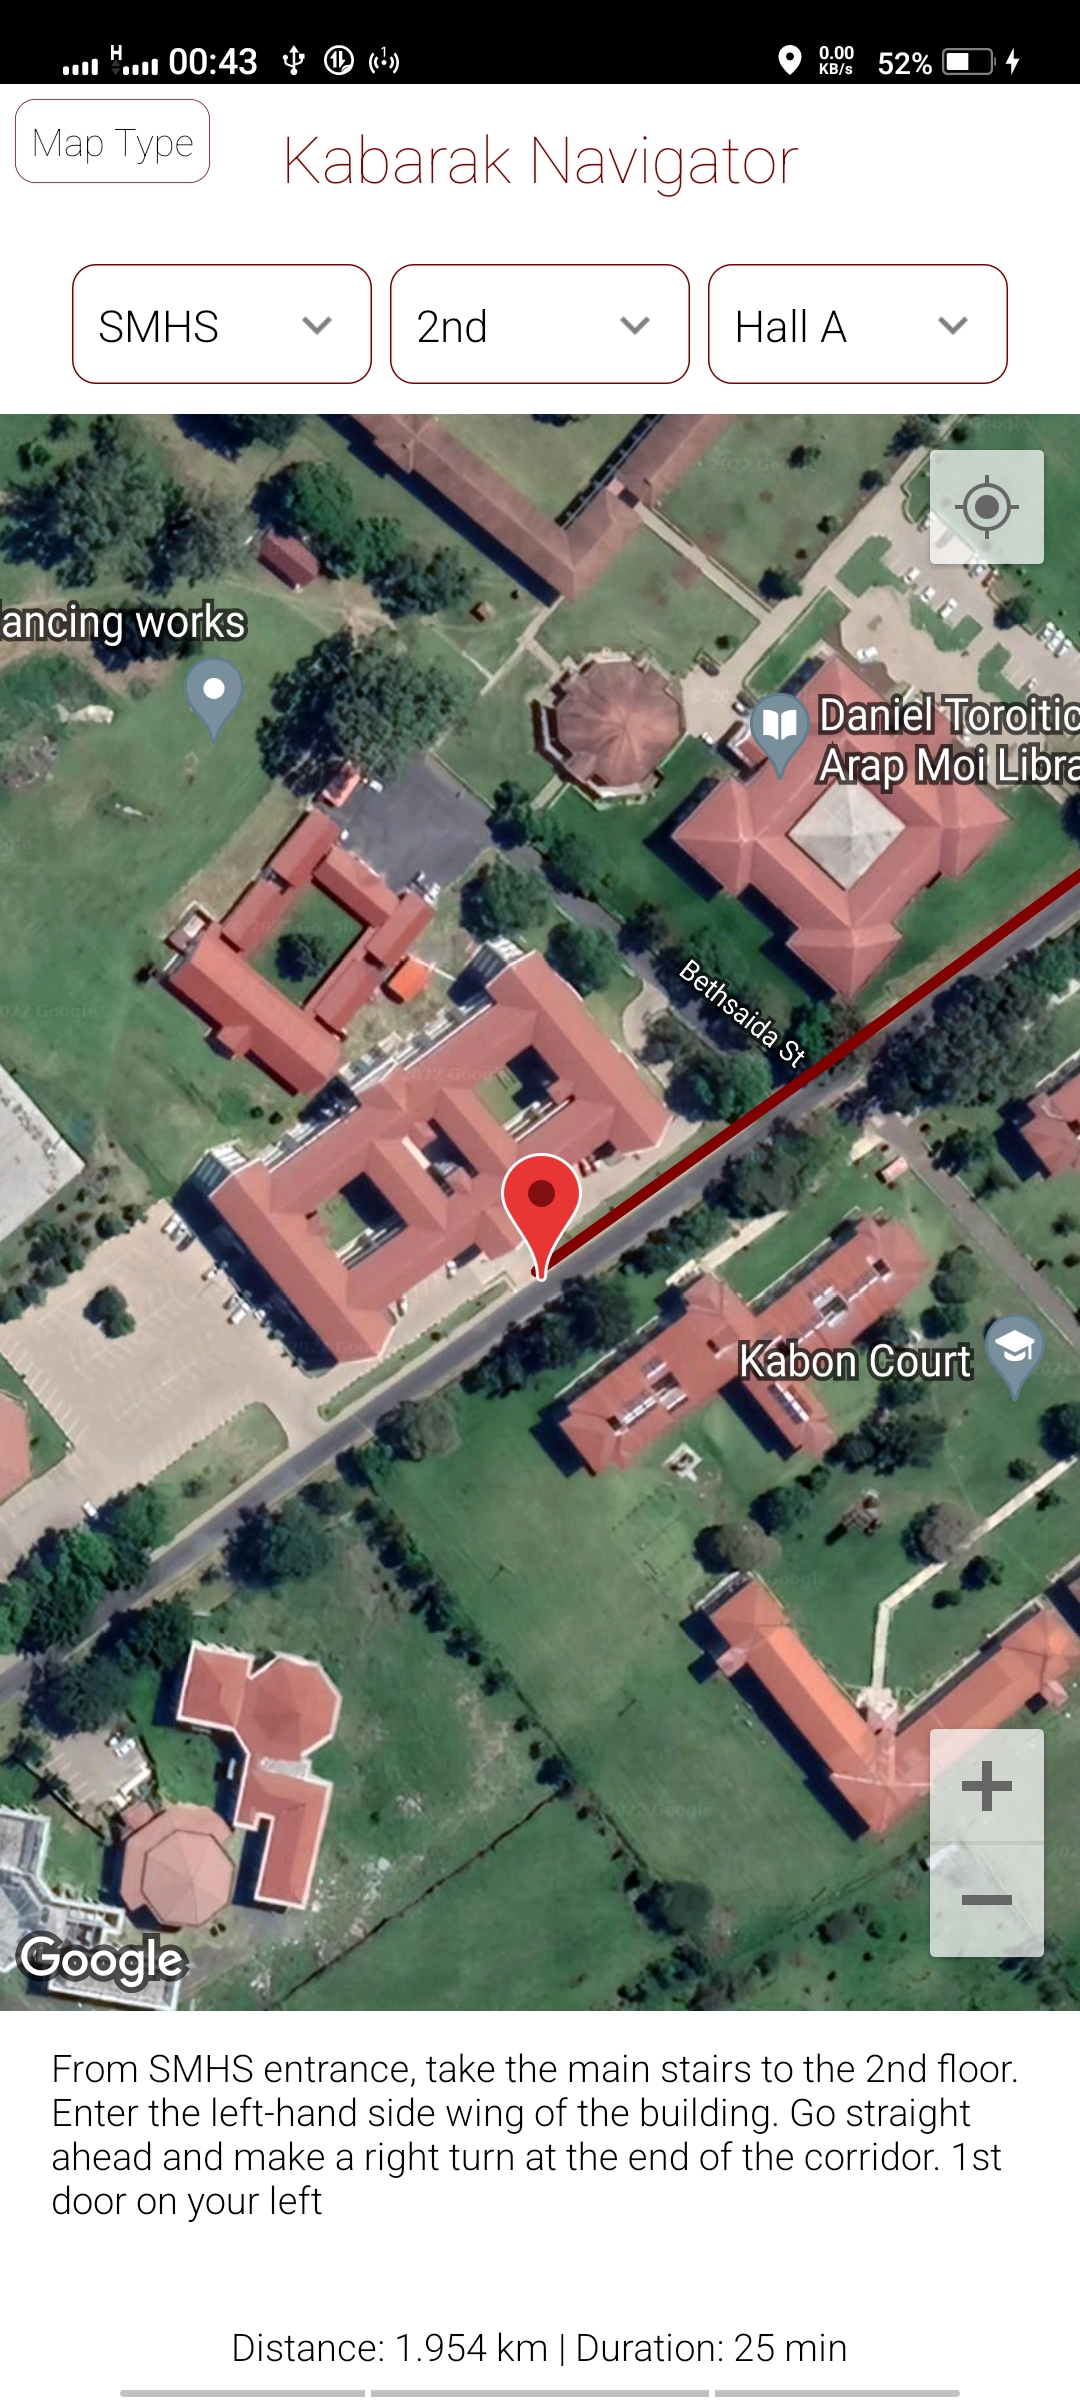 H 00:43 0.00 KB/s 52%
Map Type
Kabarak Navigator
SMHS 2nd Hall A
ancing works
Daniel Toroitic
Arap Moi Libra
Bethsaida St
Kabon Court
Google
From SMHS entrance, take the main stairs to the 2nd floor.
Enter the left-hand side wing of the building. Go straight
ahead and make a right turn at the end of the corridor. 1st
door on your left
Distance: 1.954 km | Duration: 25 min